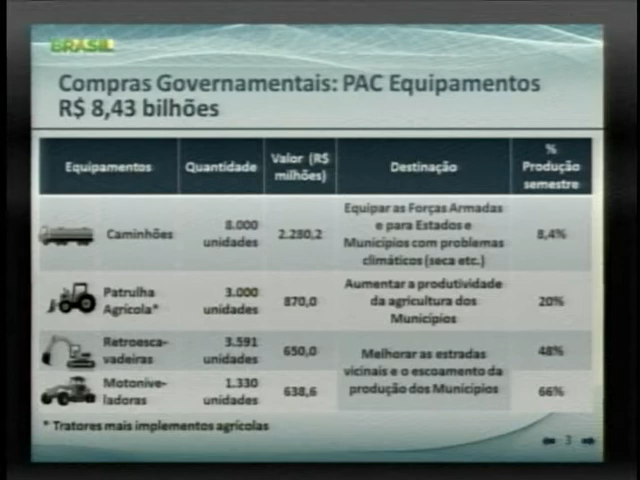 BRASIL
Compras Governamentais: PAC Equipamentos
R$ 8,43 bilhões
Equipamentos
Quantidade
Valor (R$
milhões)
Destinação
%
Produção
semestre
Caminhões
8.000
unidades
2.280,2
Equipar as Forças Armadas
e para Estados e
Municípios com problemas
climáticos (seca etc.)
8,4%
Patrulha
Agrícola*
3.000
unidades
870,0
Aumentar a produtividade
da agricultura dos
Municípios
20%
Retroesca-
vadeiras
3.591
unidades
650,0
Melhorar as estradas
vicinais e o escoamento da
produção dos Municípios
48%
Motonive-
ladoras
1.330
unidades
638,6
66%
* Tratores mais implementos agrícolas
3